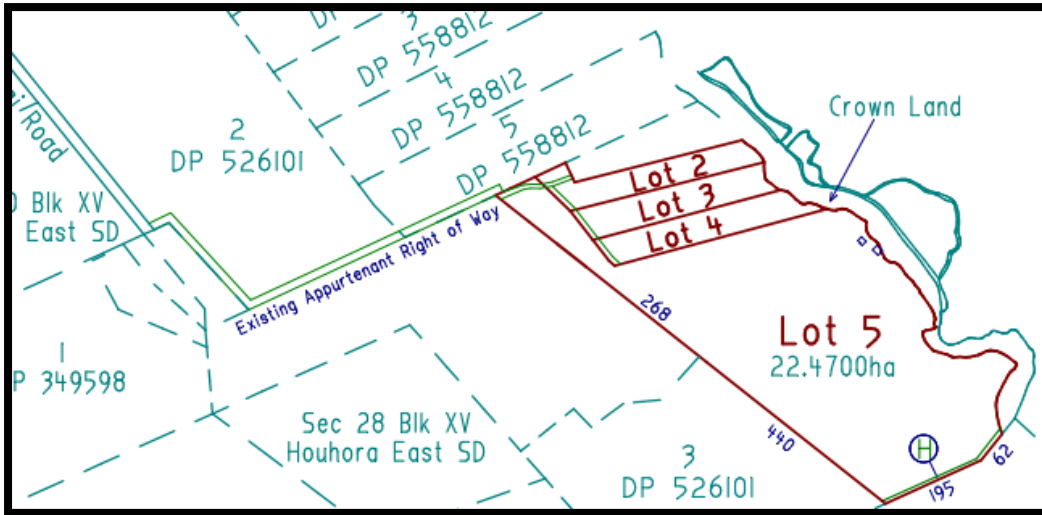 3
DP 558812
4
DP 558812
5
DP 558812
Crown Land
2
DP 526101
Road
Blk XV
East SD
Lot 2
Lot 3
Lot 4
Existing Appurtenant Right of Way
268
Lot 5
22.4700ha
1
P 349598
Sec 28 Blk XV
Houhora East SD
440
3
DP 526101
H
195
62